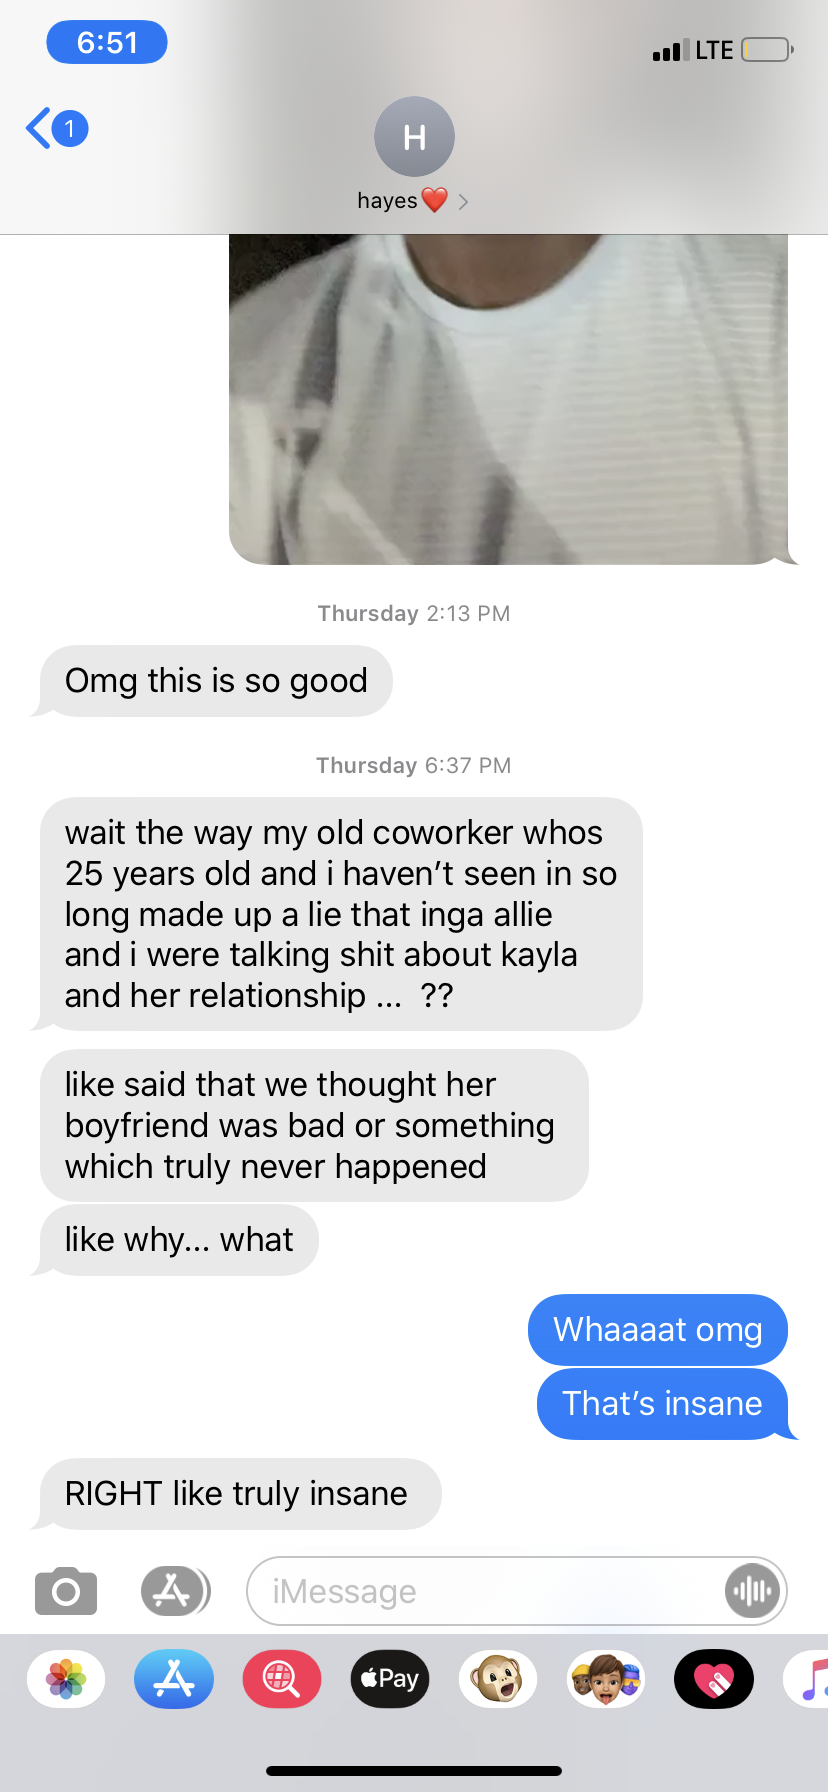 6:51
LTE
1
H
hayes❤️
Thursday 2:13 PM
Omg this is so good
Thursday 6:37 PM
wait the way my old coworker whos
25 years old and i haven't seen in so
long made up a lie that inga allie
and i were talking shit about kayla
and her relationship ...  ??
like said that we thought her
boyfriend was bad or something
which truly never happened
like why... what
Whaaaat omg
That's insane
RIGHT like truly insane
iMessage
Pay